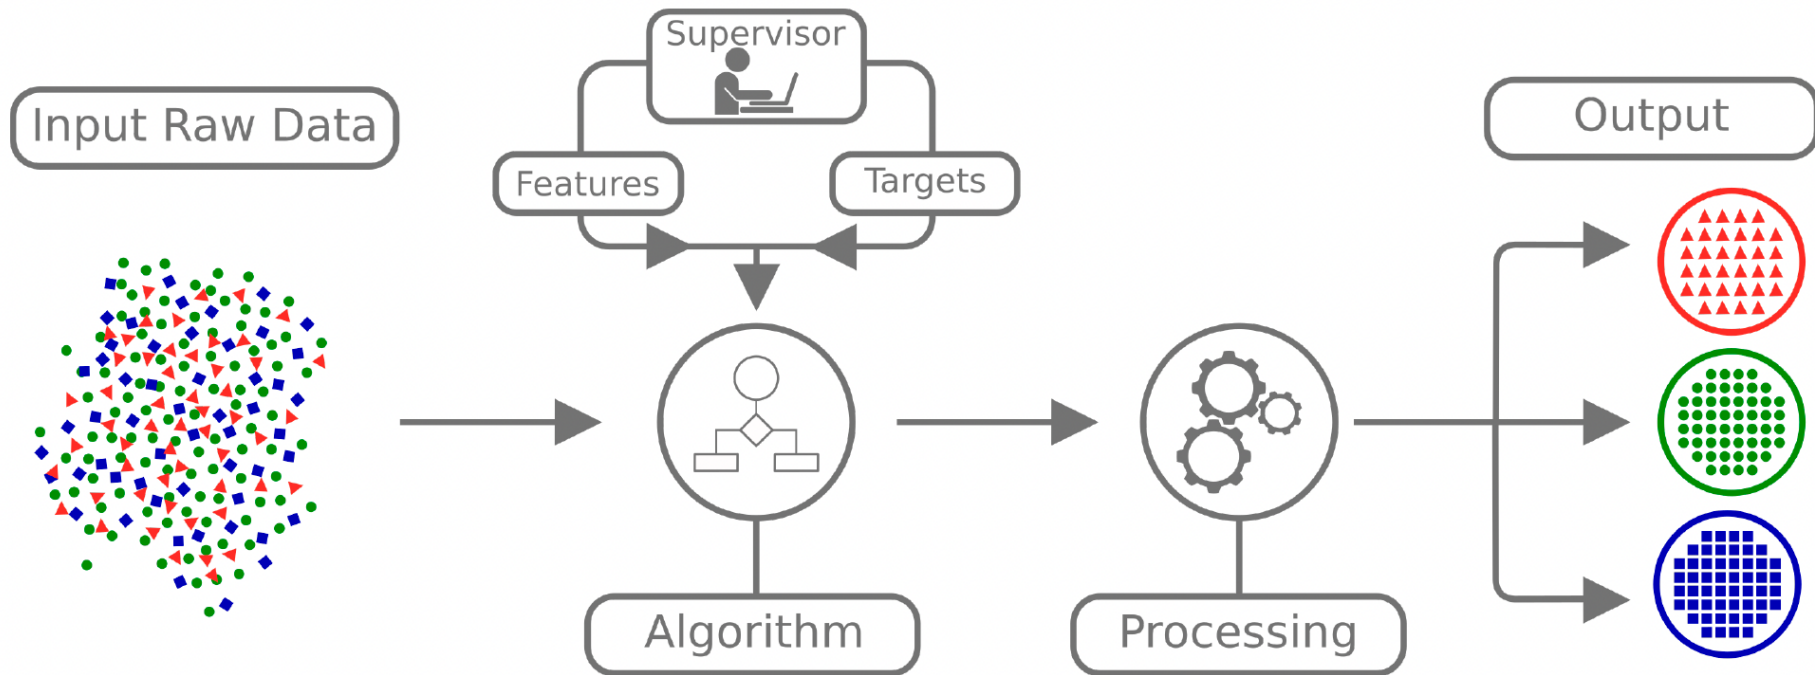 Supervisor
Input Raw Data
Output
Features
Targets
Algorithm
Processing